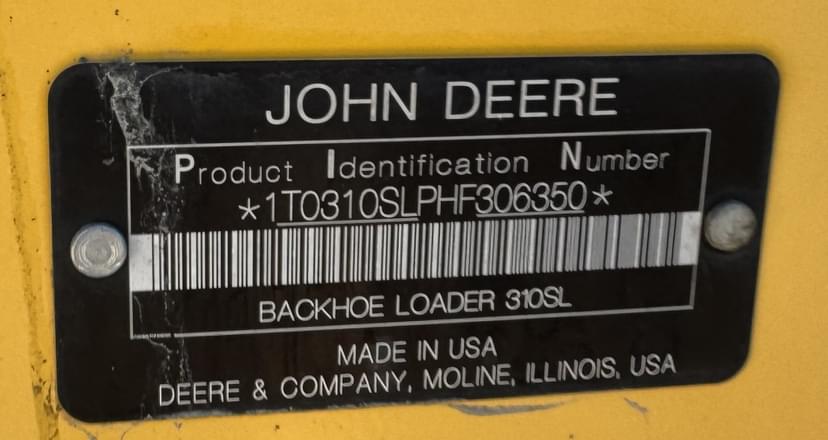 JOHN DEERE
Product Identification Number
*1T0310SLPHF306350*
BACKHOE LOADER 310SL
MADE IN USA
DEERE & COMPANY, MOLINE, ILLINOIS, USA